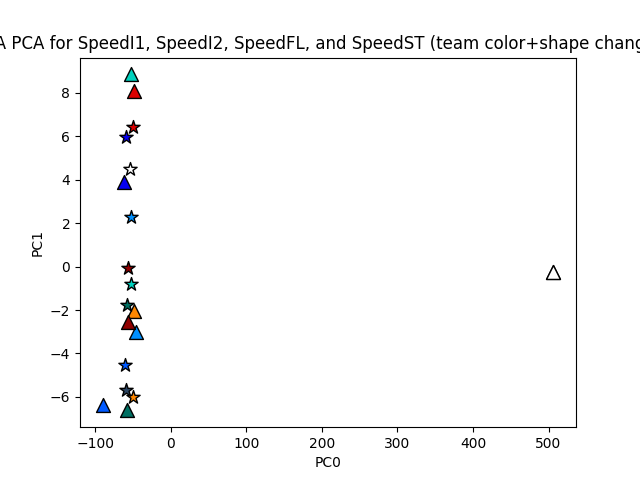 A PCA for SpeedI1, SpeedI2, SpeedFL, and SpeedST (team color+shape chang
PC1
8
6
4
2
0
−2
−4
−6
−100 0 100 200 300 400 500
PC0